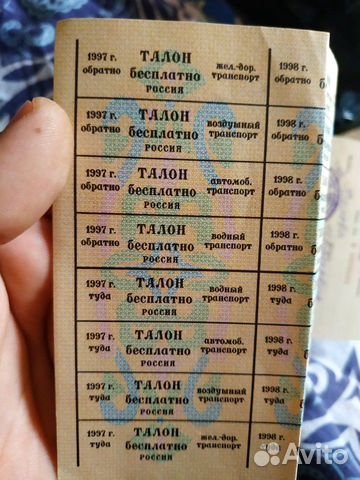 1997 г. ТАЛОН жел.-дор. 1998 г.
обратно бесплатно транспорт обратно
РОССИЯ
1997 г. ТАЛОН воздушный 1998 г.
обратно бесплатно транспорт обратно
РОССИЯ
1997 г. ТАЛОН автомоб. 1998 г.
обратно бесплатно транспорт обратно
РОССИЯ
1997 г. ТАЛОН водный 1998 г.
обратно бесплатно транспорт обратно
РОССИЯ
1997 г. ТАЛОН водный 1998 г.
туда бесплатно транспорт туда
РОССИЯ
1997 г. ТАЛОН автомоб. 1998 г.
туда бесплатно транспорт туда
РОССИЯ
1997 г. ТАЛОН воздушный 1998 г.
туда бесплатно транспорт туда
РОССИЯ
1997 г. ТАЛОН жел.-дор. 1998 г.
туда бесплатно транспорт
РОССИЯ
Avito